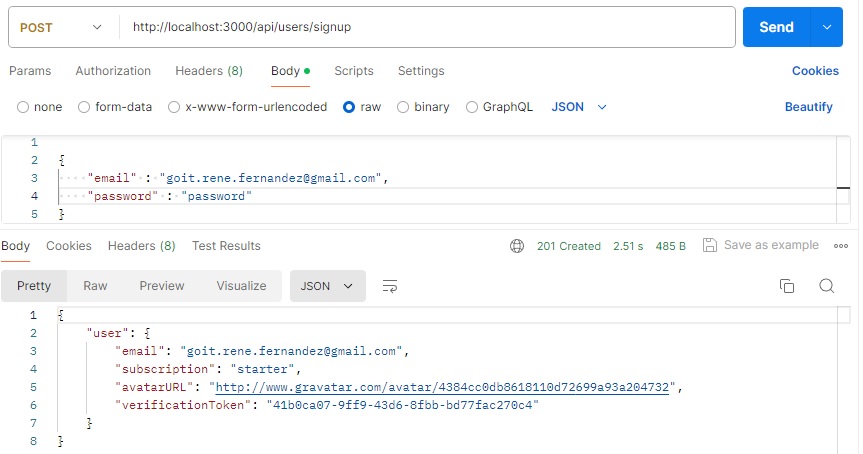 POST http://localhost:3000/api/users/signup Send
Params Authorization Headers (8) Body Scripts Settings Cookies
none form-data x-www-form-urlencoded raw binary GraphQL JSON Beautify
1
2 {
3 "email" : "goit.rene.fernandez@gmail.com",
4 "password" : "password"
5 }
Body Cookies Headers (8) Test Results 201 Created 2.51 s 485 B Save as example
Pretty Raw Preview Visualize JSON
1 {
2 "user": {
3 "email": "goit.rene.fernandez@gmail.com",
4 "subscription": "starter",
5 "avatarURL": "http://www.gravatar.com/avatar/4384cc0db8618110d72699a93a204732",
6 "verificationToken": "41b0ca07-9ff9-43d6-8fbb-bd77fac270c4"
7 }
8 }